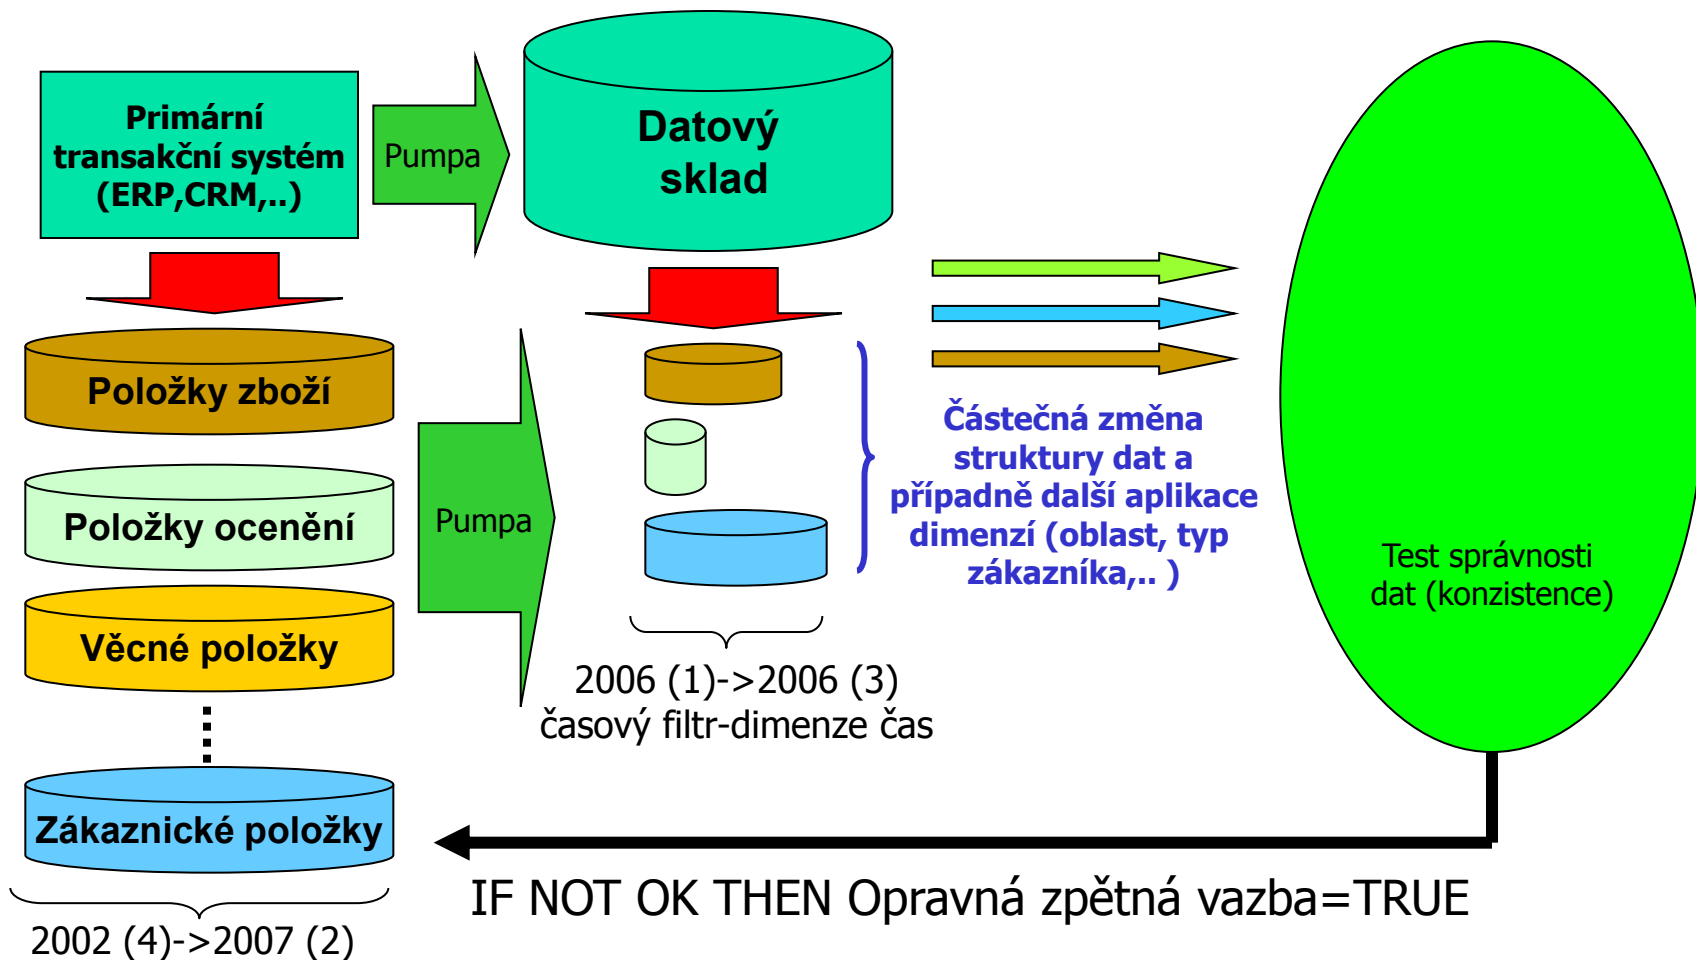 Primární
transakční systém
(ERP,CRM,..)
Pumpa
Datový
sklad
Položky zboží
Položky ocenění
Věcné položky
Zákaznické položky
2002 (4)->2007 (2)
Pumpa
2006 (1)->2006 (3)
časový filtr-dimenze čas
Částečná změna
struktury dat a
případně další aplikace
dimenzí (oblast, typ
zákazníka,.. )
Test správnosti
dat (konzistence)
IF NOT OK THEN Opravná zpětná vazba=TRUE